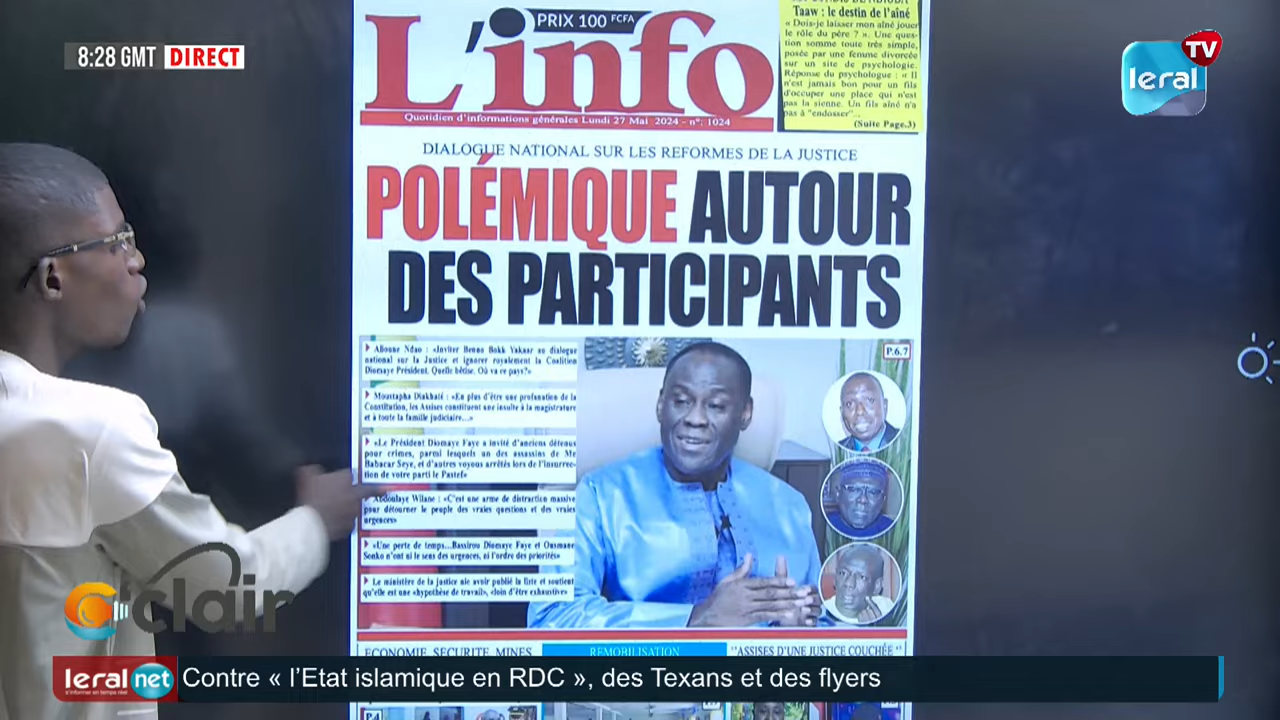 8:28 GMT DIRECT
leral TV
PRIX 100 FCFA
L'info
Quotidien d'informations générales Lundi 27 Mai 2024 - n°. 1024
Taaw : le destin de l'aîné
« Dois-je laisser mon aîné jouer
le rôle du père ? ». Une ques-
tion somme toute très simple,
posée par une femme divorcée
sur un site de psychologie.
Réponse du psychologue : « Il
n'est jamais bon pour un fils
d'occuper une place qui n'est
pas la sienne. Un fils aîné n'a
pas à "endosser"...
(Suite Page.3)
DIALOGUE NATIONAL SUR LES REFORMES DE LA JUSTICE
POLÉMIQUE AUTOUR
DES PARTICIPANTS
Alioune Ndao : «Inviter Benno Bokk Yakaar au dialogue
national sur la Justice et ignorer royalement la Coalition
Diomaye Président. Quelle bêtise. Où va ce pays?»
Moustapha Diakhaté : «En plus d'être une profanation de la
Constitution, les Assises constituent une insulte à la magistrature
et à toute la famille judiciaire...»
«Le Président Diomaye Faye a invité d'anciens détenus
pour crimes, parmi lesquels un des assassins de Me
Babacar Seye, et d'autres voyous arrêtés lors de l'insurrec-
tion de votre parti le Pastef»
Abdoulaye Wilane : «C'est une arme de distraction massive
pour détourner le peuple des vraies questions et des vraies
urgences»
«Une perte de temps...Bassirou Diomaye Faye et Ousmane
Sonko n'ont ni le sens des urgences, ni l'ordre des priorités»
Le ministère de la justice nie avoir publié la liste et soutient
qu'elle est une «hypothèse de travail», «loin d'être exhaustive»
P.6.7
clair
ECONOMIE, SECURITE, MINES
REMOBILISATION
"ASSISES D'UNE JUSTICE COUCHÉE"
leral net
d'informer en temps réel
Contre « l'Etat islamique en RDC », des Texans et des flyers
P.4